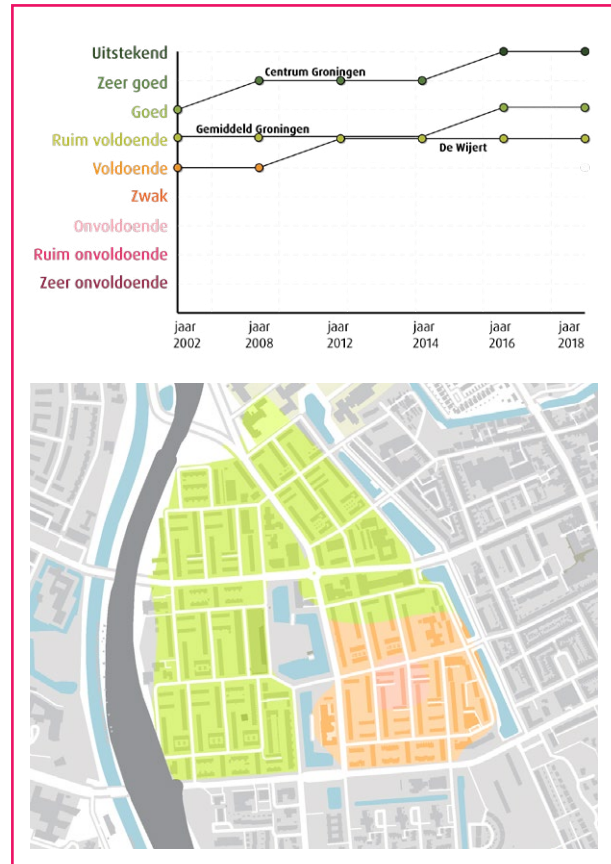 Uitstekend
Centrum Groningen
Zeer goed
Goed
Gemiddeld Groningen
Ruim voldoende
De Wijert
Voldoende
Zwak
Onvoldoende
Ruim onvoldoende
Zeer onvoldoende
jaar jaar jaar jaar jaar jaar
2002 2008 2012 2014 2016 2018